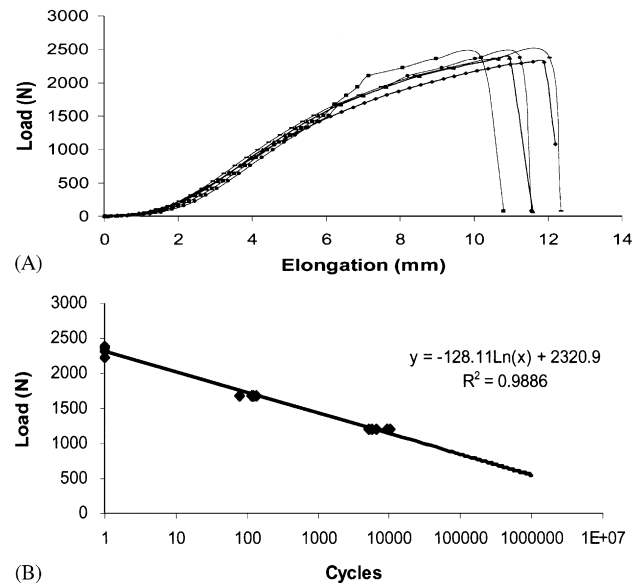 (A)
3000
2500
2000
1500
1000
500
0
Load (N)
0 2 4 6 8 10 12 14
Elongation (mm)
(B)
3000
2500
2000
1500
1000
500
0
Load (N)
y = -128.11Ln(x) + 2320.9
R² = 0.9886
1 10 100 1000 10000 100000 1000000 1E+07
Cycles